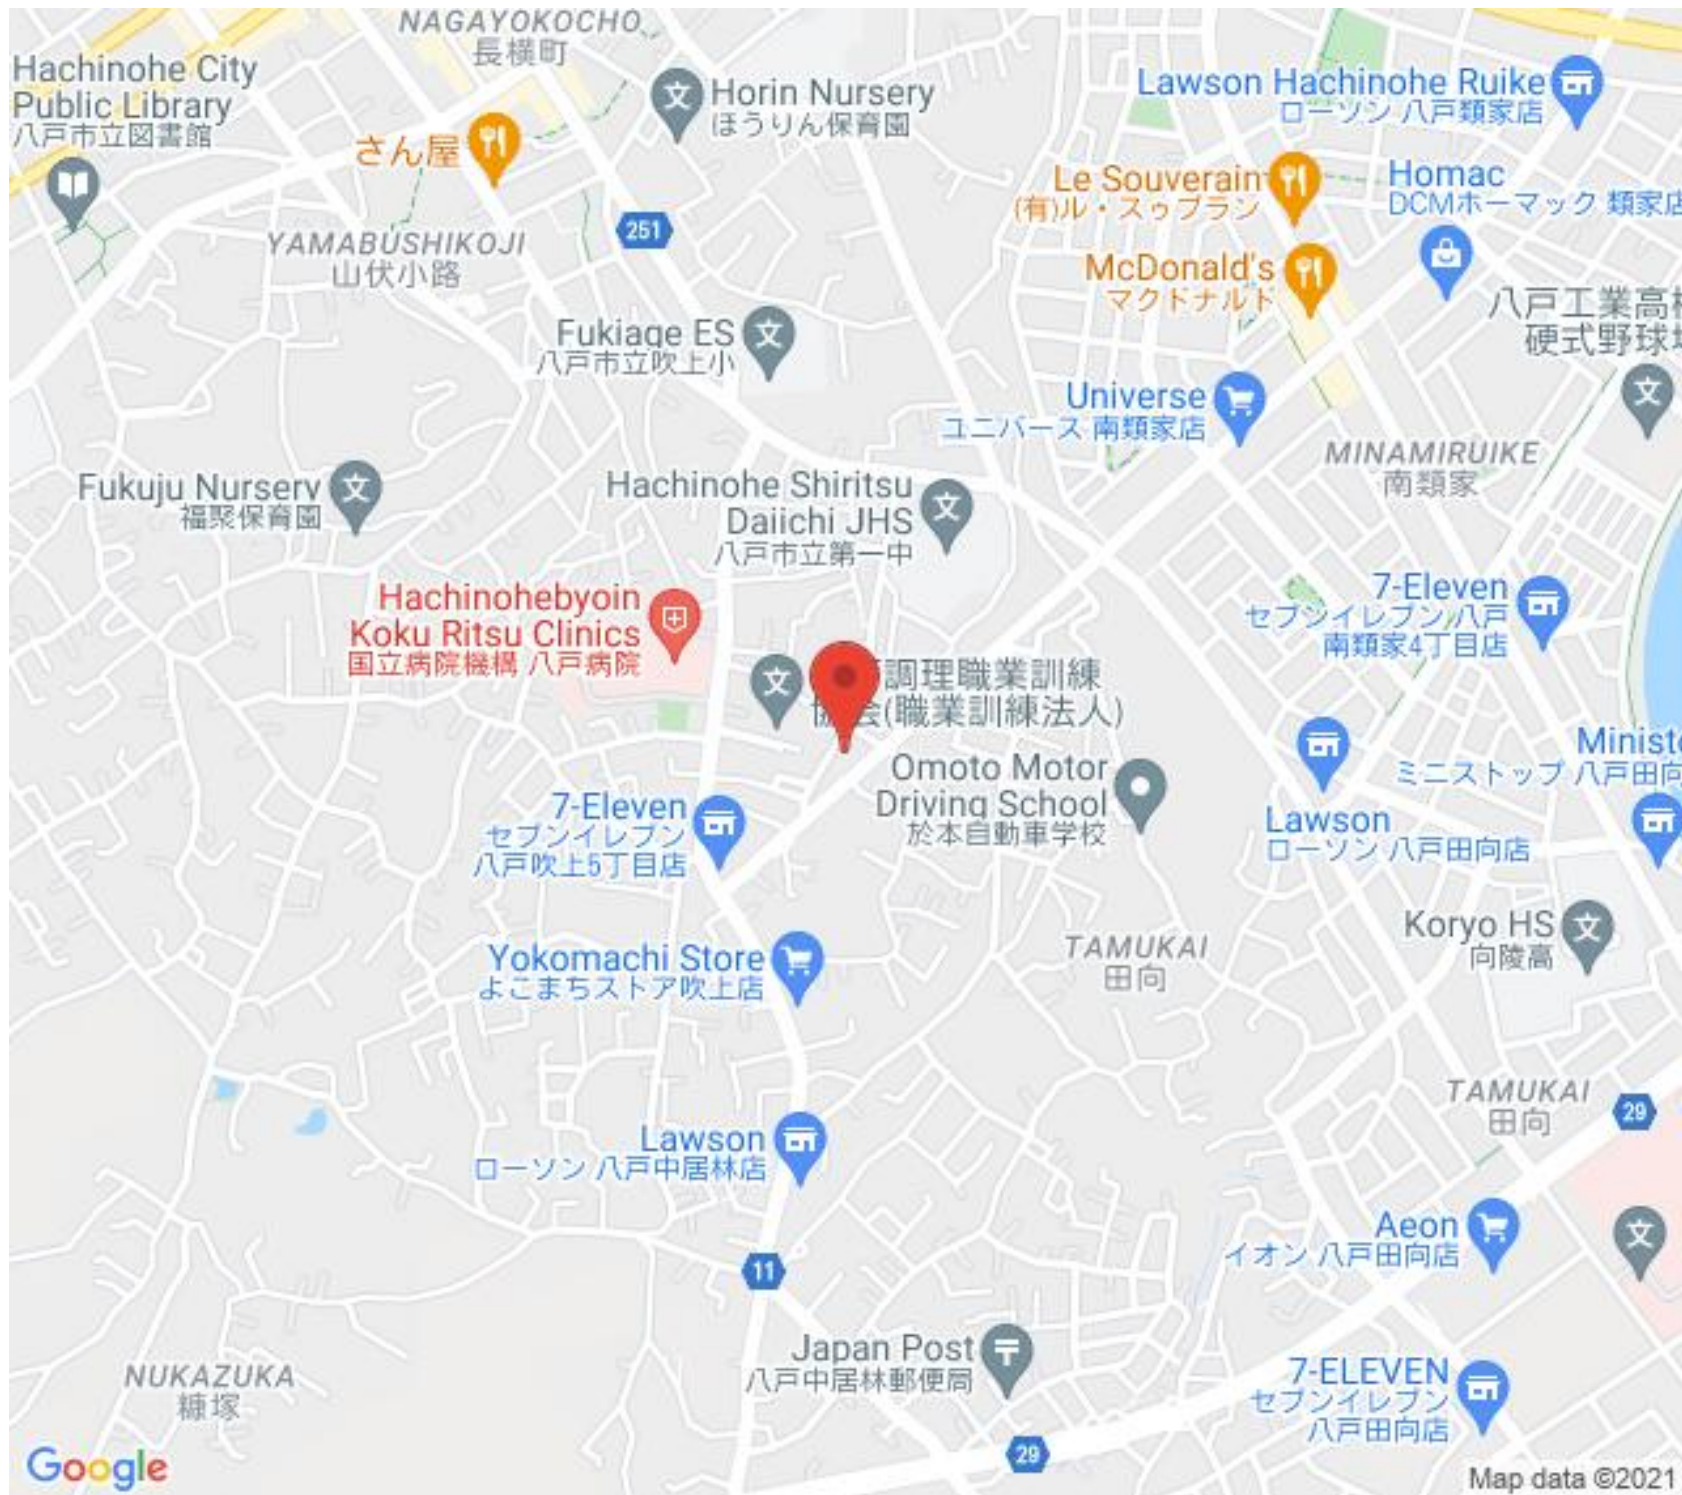 NAGAYOKOCHO
長横町
Hachinohe City
Public Library
八戸市立図書館
さん屋
Horin Nursery
ほうりん保育園
Lawson Hachinohe Ruike
ローソン 八戸類家店
Le Souverain
(有)ル・スゥブラン
Homac
DCMホーマック 類家店
251
YAMABUSHIKOJI
山伏小路
McDonald's
マクドナルド
八戸工業高
硬式野球
Fukiage ES
八戸市立吹上小
Universe
ユニバース 南類家店
MINAMIRUIKE
南類家
Fukuju Nursery
福聚保育園
Hachinohe Shiritsu
Daiichi JHS
八戸市立第一中
Hachinohebyoin
Koku Ritsu Clinics
国立病院機構 八戸病院
7-Eleven
セブンイレブン 八戸
南類家4丁目店
調理職業訓練
会(職業訓練法人)
Omoto Motor
Driving School
於本自動車学校
Minist
ミニストップ 八戸田向
7-Eleven
セブンイレブン
八戸吹上5丁目店
Lawson
ローソン 八戸田向店
Koryo HS
向陵高
Yokomachi Store
よこまちストア吹上店
TAMUKAI
田向
TAMUKAI
田向
29
Lawson
ローソン 八戸中居林店
Aeon
イオン 八戸田向店
11
Japan Post
八戸中居林郵便局
NUKAZUKA
糠塚
7-ELEVEN
セブンイレブン
八戸田向店
29
Google
Map data ©2021